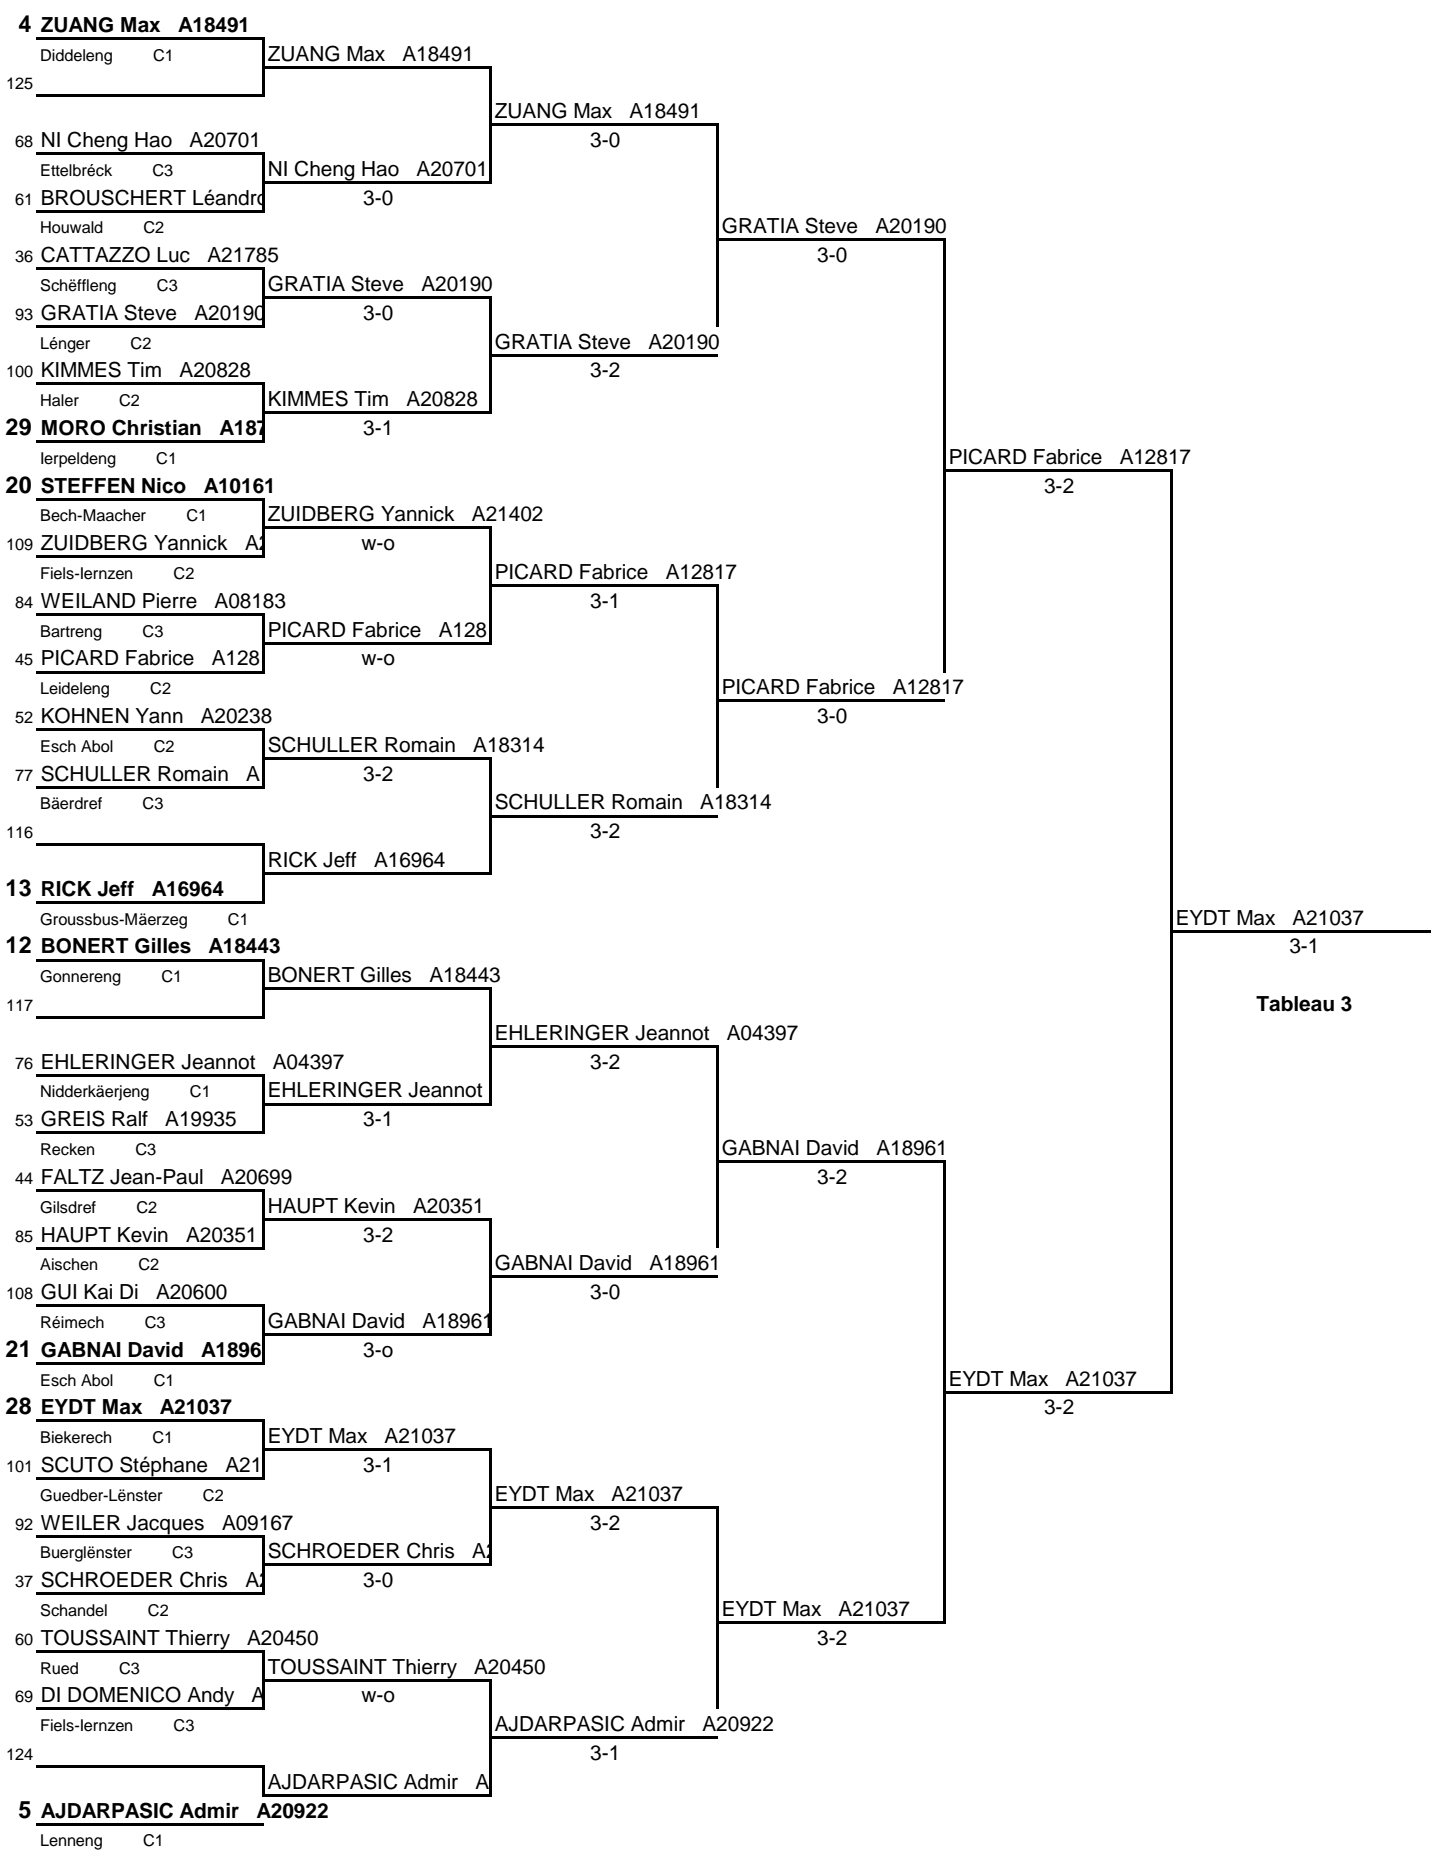 4 ZUANG Max A18491
Diddeleng C1 ZUANG Max A18491
125
ZUANG Max A18491
68 NI Cheng Hao A20701 3-0
Ettelbréck C3 NI Cheng Hao A20701
61 BROUSCHERT Léandro 3-0
Houwald C2 GRATIA Steve A20190
36 CATTAZZO Luc A21785 3-0
Schëffleng C3 GRATIA Steve A20190
93 GRATIA Steve A20190 3-0
Lénger C2 GRATIA Steve A20190
100 KIMMES Tim A20828 3-2
Haler C2 KIMMES Tim A20828
29 MORO Christian A187 3-1
Ierpeldeng C1 PICARD Fabrice A12817
20 STEFFEN Nico A10161 3-2
Bech-Maacher C1 ZUIDBERG Yannick A21402
109 ZUIDBERG Yannick A2 w-o
Fiels-Iernzen C2 PICARD Fabrice A12817
84 WEILAND Pierre A08183 3-1
Bartreng C3 PICARD Fabrice A128
45 PICARD Fabrice A128 w-o
Leideleng C2 PICARD Fabrice A12817
52 KOHNEN Yann A20238 3-0
Esch Abol C2 SCHULLER Romain A18314
77 SCHULLER Romain A 3-2
Bäerdref C3 SCHULLER Romain A18314
116 3-2
RICK Jeff A16964
13 RICK Jeff A16964
Groussbus-Mäerzeg C1 EYDT Max A21037
12 BONERT Gilles A18443 3-1
Gonnereng C1 BONERT Gilles A18443
117 Tableau 3
EHLERINGER Jeannot A04397
76 EHLERINGER Jeannot A04397 3-2
Nidderkäerjeng C1 EHLERINGER Jeannot
53 GREIS Ralf A19935 3-1
Recken C3 GABNAI David A18961
44 FALTZ Jean-Paul A20699 3-2
Gilsdref C2 HAUPT Kevin A20351
85 HAUPT Kevin A20351 3-2
Aischen C2 GABNAI David A18961
108 GUI Kai Di A20600 3-0
Réimech C3 GABNAI David A18961
21 GABNAI David A1896 3-o
Esch Abol C1 EYDT Max A21037
28 EYDT Max A21037 3-2
Biekerech C1 EYDT Max A21037
101 SCUTO Stéphane A21 3-1
Guedber-Lënster C2 EYDT Max A21037
92 WEILER Jacques A09167 3-2
Buerglënster C3 SCHROEDER Chris A2
37 SCHROEDER Chris A2 3-0
Schandel C2 EYDT Max A21037
60 TOUSSAINT Thierry A20450 3-2
Rued C3 TOUSSAINT Thierry A20450
69 DI DOMENICO Andy A w-o
Fiels-Iernzen C3 AJDARPASIC Admir A20922
124 3-1
AJDARPASIC Admir A
5 AJDARPASIC Admir A20922
Lenneng C1